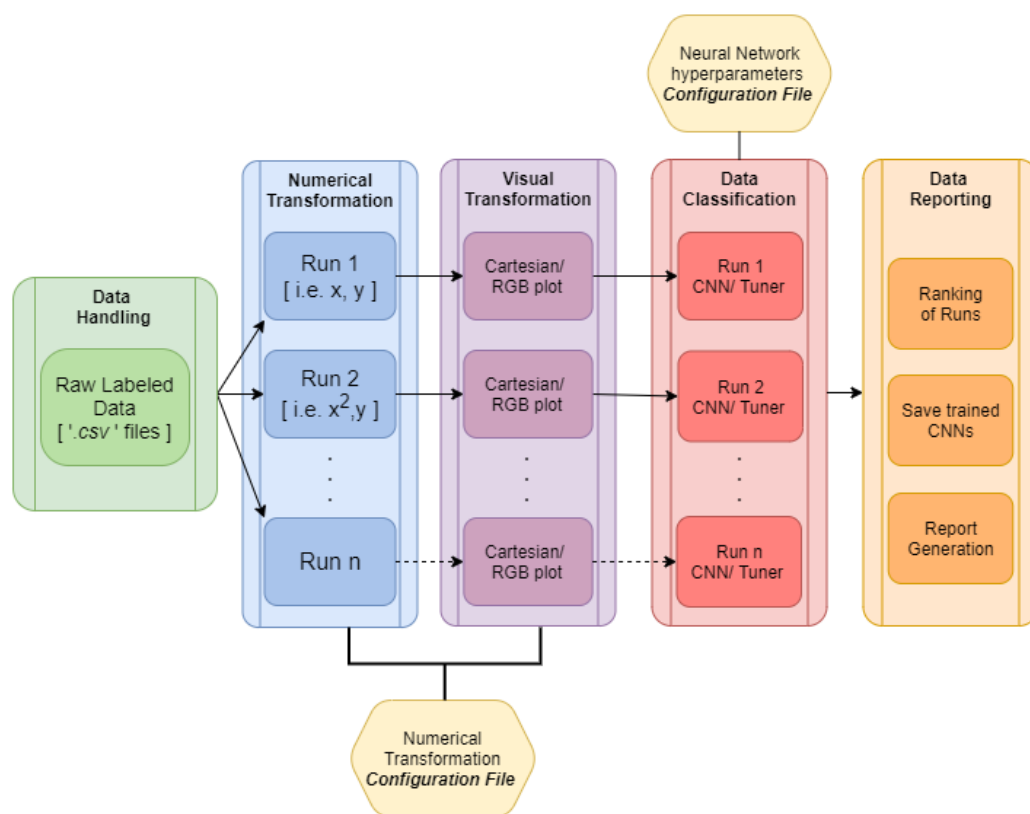 Neural Network
hyperparameters
Configuration File
Data
Handling
Raw Labeled
Data
[ '.csv ' files ]
Numerical
Transformation
Run 1
[ i.e. x, y ]
Run 2
[ i.e. x²,y ]
.
.
.
Run n
Visual
Transformation
Cartesian/
RGB plot
Cartesian/
RGB plot
.
.
.
Cartesian/
RGB plot
Data
Classification
Run 1
CNN/ Tuner
Run 2
CNN/ Tuner
.
.
.
Run n
CNN/ Tuner
Data
Reporting
Ranking
of Runs
Save trained
CNNs
Report
Generation
Numerical
Transformation
Configuration File